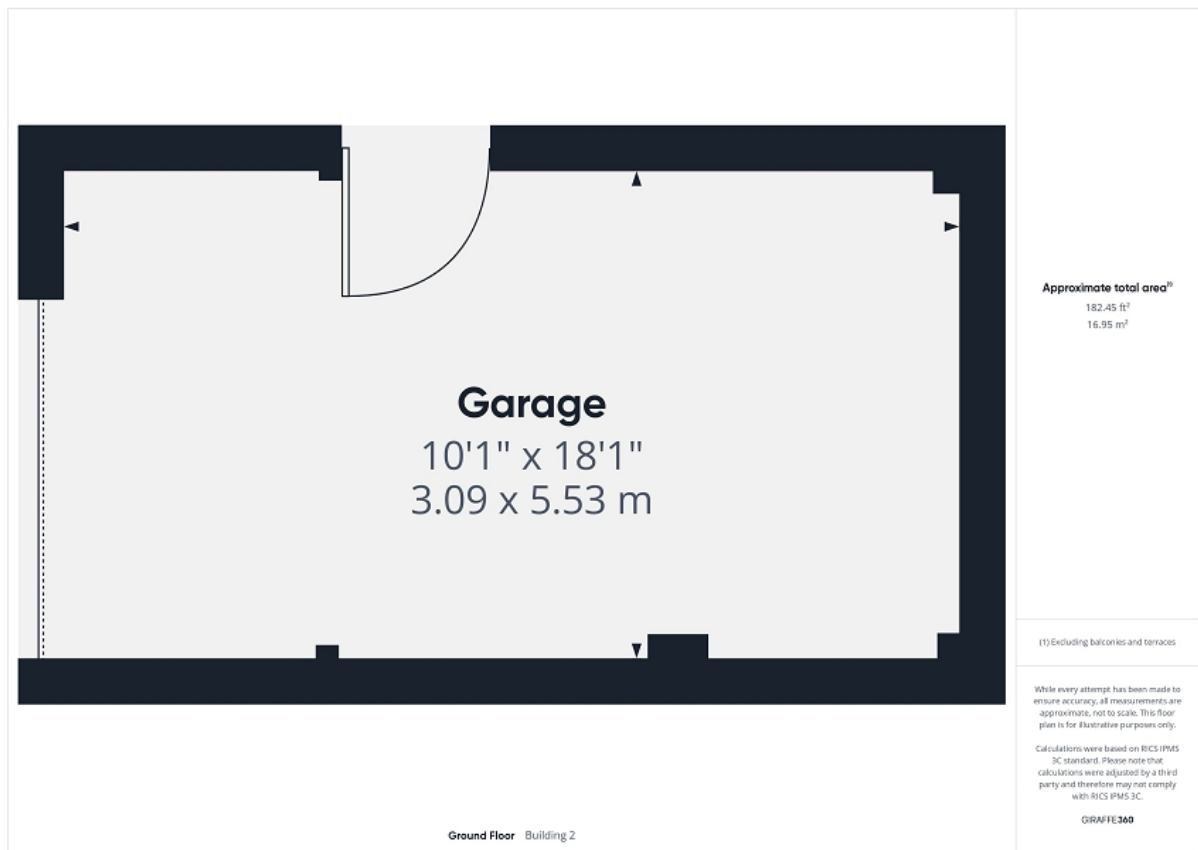 Garage
10'1" x 18'1"
3.09 x 5.53 m
Ground Floor Building 2
Approximate total area⁽¹⁾
182.45 ft²
16.95 m²
(1) Excluding balconies and terraces
While every attempt has been made to
ensure accuracy, all measurements are
approximate, not to scale. This floor
plan is for illustrative purposes only.
Calculations were based on RICS IPMS
3C standard. Please note that
calculations were adjusted by a third
party and therefore may not comply
with RICS IPMS 3C.
GIRAFFE360